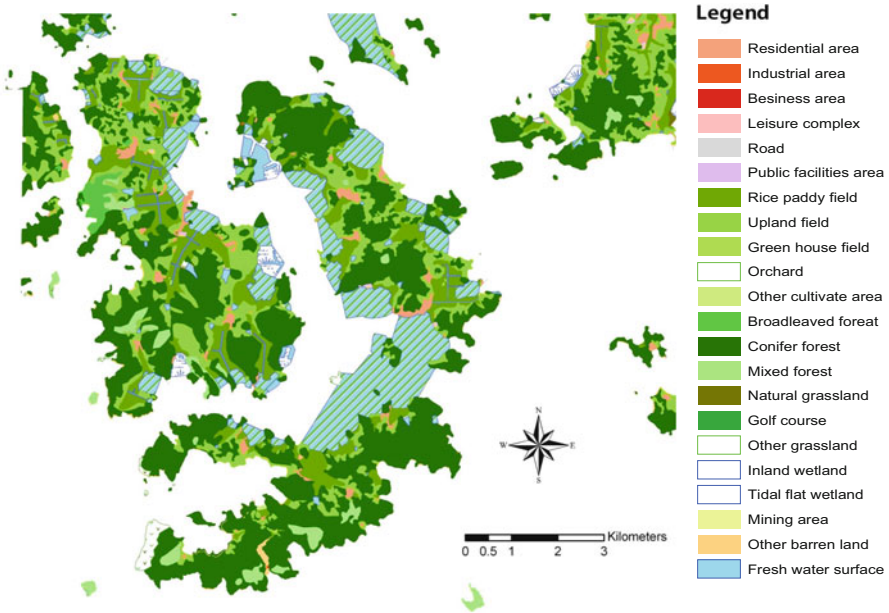 Legend
Residential area
Industrial area
Besiness area
Leisure complex
Road
Public facilities area
Rice paddy field
Upland field
Green house field
Orchard
Other cultivate area
Broadleaved foreat
Conifer forest
Mixed forest
Natural grassland
Golf course
Other grassland
Inland wetland
Tidal flat wetland
Mining area
Other barren land
Fresh water surface
N
W E
S
Kilometers
0 0.5 1 2 3